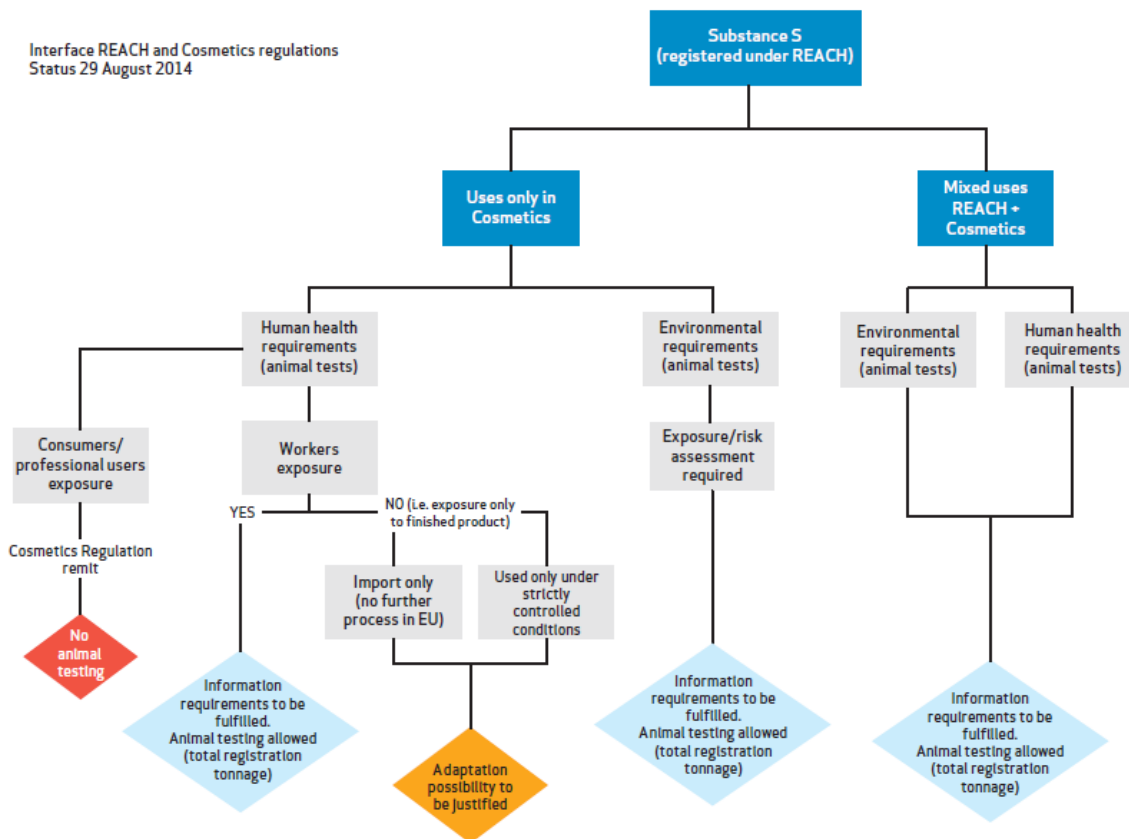 Interface REACH and Cosmetics regulations
Status 29 August 2014
Substance S
(registered under REACH)
Uses only in
Cosmetics
Mixed uses
REACH +
Cosmetics
Human health
requirements
(animal tests)
Environmental
requirements
(animal tests)
Environmental
requirements
(animal tests)
Human health
requirements
(animal tests)
Consumers/
professional users
exposure
Workers
exposure
Exposure/risk
assessment
required
YES
NO (i.e. exposure only
to finished product)
Cosmetics Regulation
remit
Import only
(no further
process in EU)
Used only under
strictly
controlled
conditions
No
animal
testing
Information
requirements to be
fulfilled.
Animal testing allowed
(total registration
tonnage)
Adaptation
possibility to
be justified
Information
requirements to be
fulfilled.
Animal testing allowed
(total registration
tonnage)
Information
requirements to be
fulfilled.
Animal testing allowed
(total registration
tonnage)